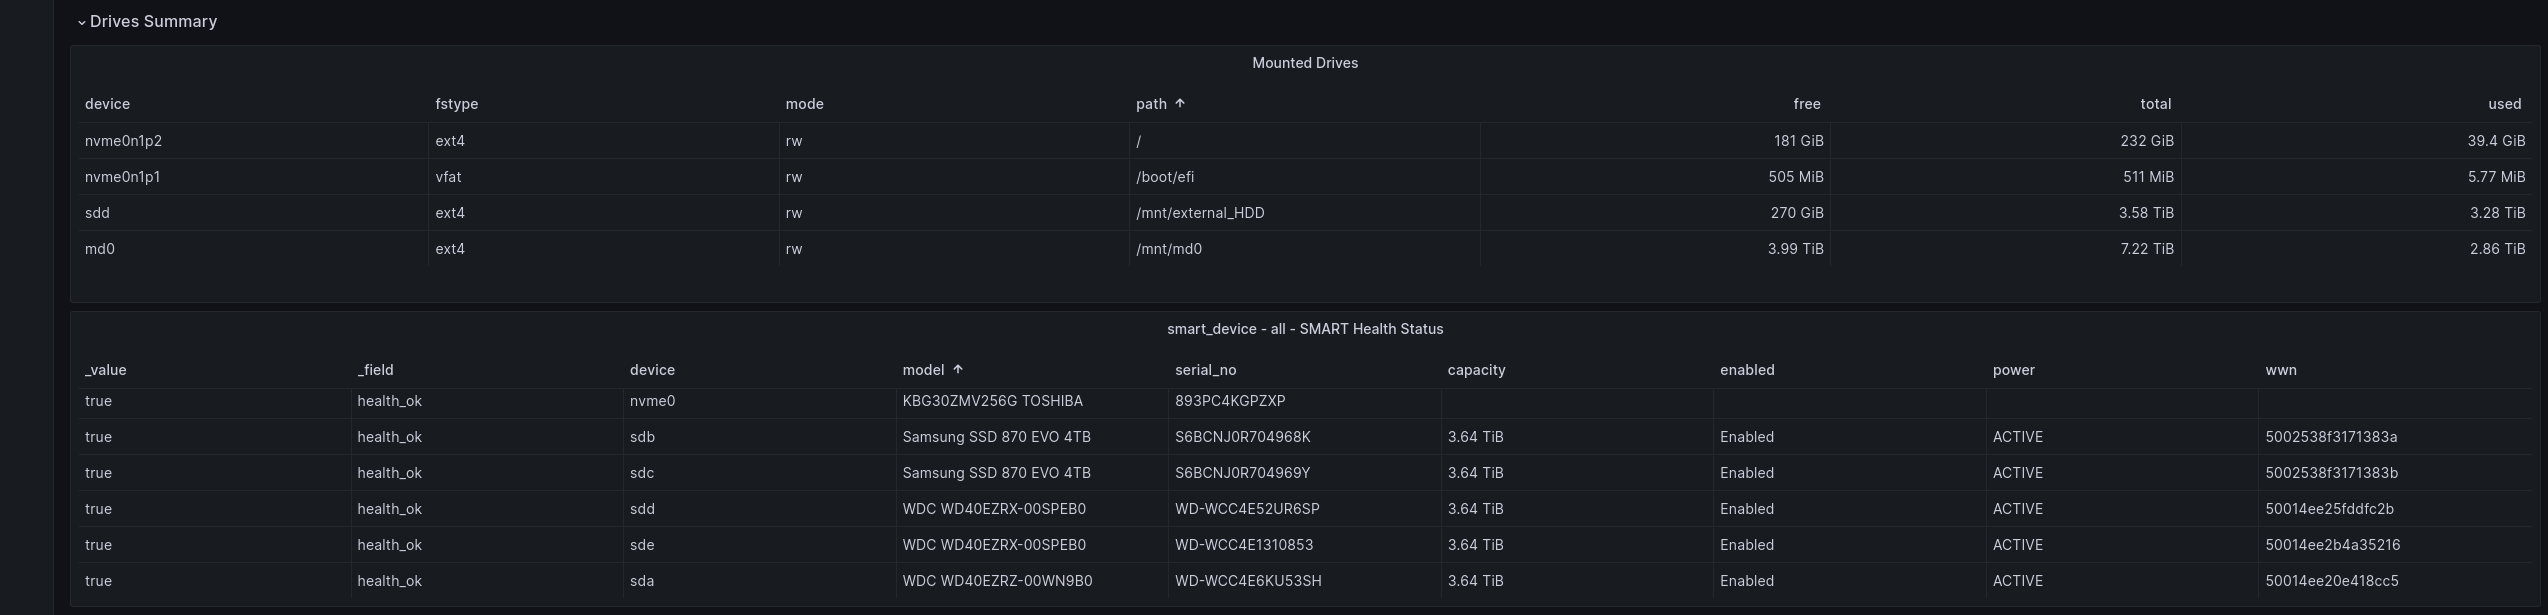 Drives Summary
Mounted Drives
device fstype mode path free total used
nvme0n1p2 ext4 rw / 181 GiB 232 GiB 39.4 GiB
nvme0n1p1 vfat rw /boot/efi 505 MiB 511 MiB 5.77 MiB
sdd ext4 rw /mnt/external_HDD 270 GiB 3.58 TiB 3.28 TiB
md0 ext4 rw /mnt/md0 3.99 TiB 7.22 TiB 2.86 TiB
smart_device - all - SMART Health Status
_value _field device model serial_no capacity enabled power wwn
true health_ok nvme0 KBG30ZMV256G TOSHIBA 893PC4KGPZXP
true health_ok sdb Samsung SSD 870 EVO 4TB S6BCNJ0R704968K 3.64 TiB Enabled ACTIVE 5002538f3171383a
true health_ok sdc Samsung SSD 870 EVO 4TB S6BCNJ0R704969Y 3.64 TiB Enabled ACTIVE 5002538f3171383b
true health_ok sdd WDC WD40EZRX-00SPEB0 WD-WCC4E52UR6SP 3.64 TiB Enabled ACTIVE 50014ee25fddfc2b
true health_ok sde WDC WD40EZRX-00SPEB0 WD-WCC4E1310853 3.64 TiB Enabled ACTIVE 50014ee2b4a35216
true health_ok sda WDC WD40EZRZ-00WN9B0 WD-WCC4E6KU53SH 3.64 TiB Enabled ACTIVE 50014ee20e418cc5